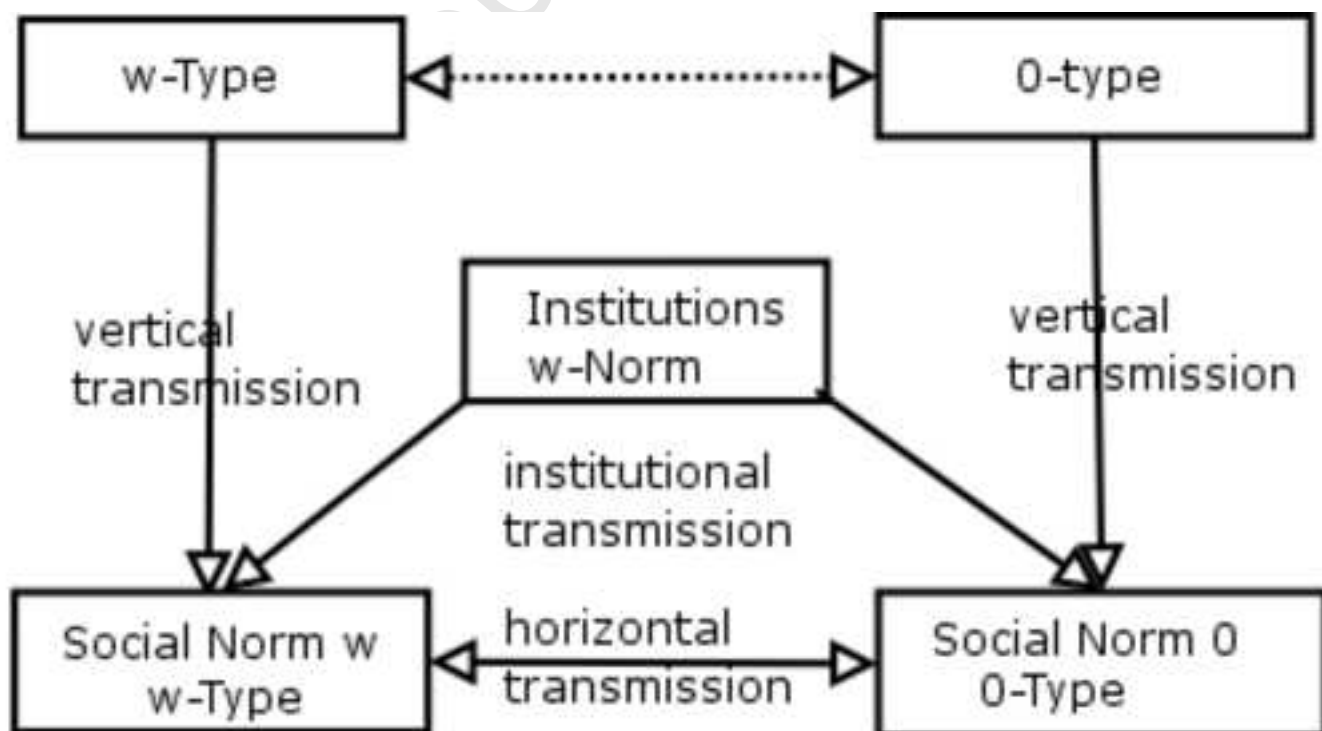 w-Type
0-type
Institutions
w-Norm
vertical
transmission
vertical
transmission
institutional
transmission
horizontal
transmission
Social Norm w
w-Type
Social Norm 0
0-Type